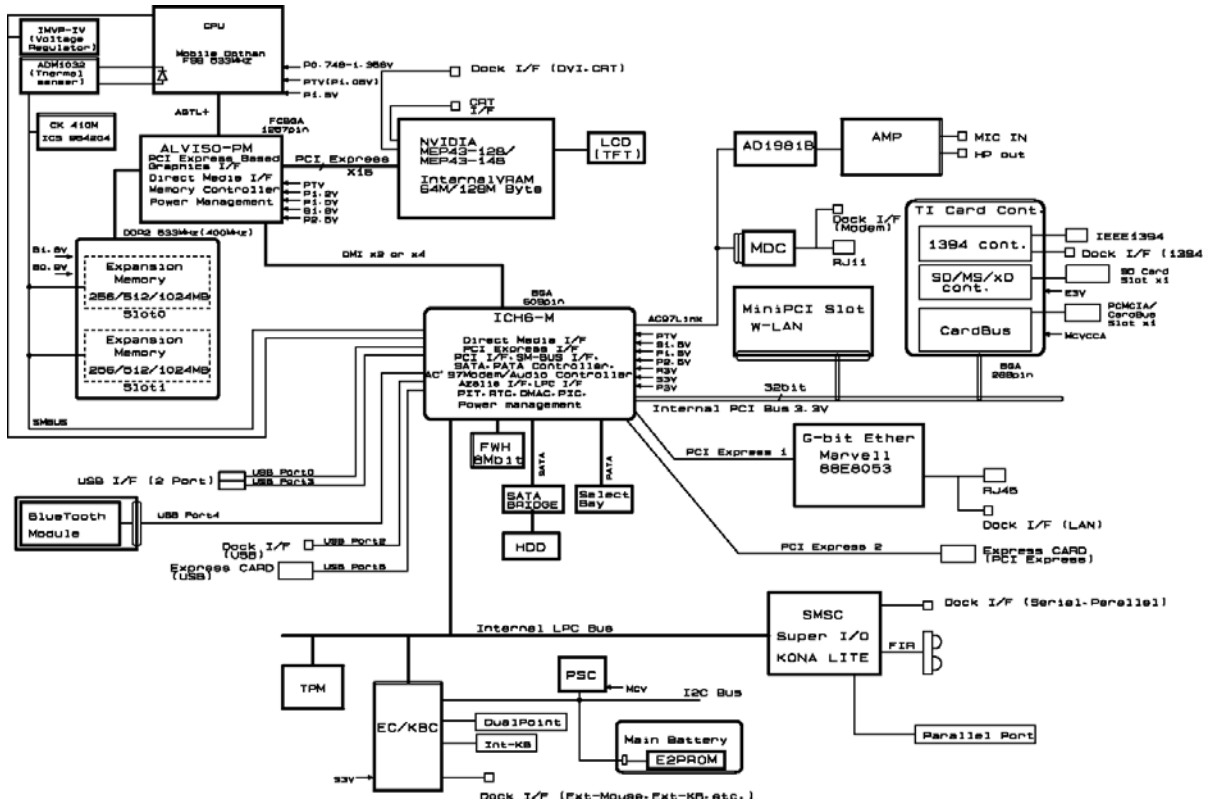 IMVP-IV
(Voltage
Regulator)
ADM1032
(Thermal
sensor)
CK 410M
ICS 954204
CPU
Mobile Dothan
FSB 533MHz
P0.748-1.356V
PTV(P1.05V)
P1.5V
AGTL+
FCBGA
1257pin
ALVISO-PM
PCI Express Based
Graphics I/F
Direct Media I/F
Memory Controller
Power Management
PTV
P1.2V
P1.5V
S1.8V
P2.5V
PCI Express
X16
Dock I/F (DVI.CRT)
CRT
I/F
NVIDIA
MEP43-128/
MEP43-148
InternalVRAM
64M/128M Byte
LCD
(TFT)
AD1981B
AMP
MIC IN
HP out
DDR2 533MHz(400MHz)
S1.8V
S0.9V
Expansion
Memory
256/512/1024MB
Slot0
Expansion
Memory
256/512/1024MB
Slot1
SMBUS
DMI x2 or x4
BGA
609pin
ICH6-M
Direct Media I/F
PCI Express I/F
PCI I/F.SM-BUS I/F.
SATA.PATA Controller.
AC'97Modem/Audio Controller
Azalia I/F.LPC I/F
PIT.RTC.DMAC.PIC.
Power management
AC97Link
PTV
S1.5V
P1.5V
P2.5V
R3V
S3V
P3V
MDC
Dock I/F
(Modem)
RJ11
MiniPCI Slot
W-LAN
TI Card Cont.
1394 cont.
SD/MS/xD
cont.
CardBus
IEEE1394
Dock I/F (1394
SD Card
Slot x1
E3V
PCMCIA/
CardBus
Slot x1
MCVCCA
BGA
288pin
32bit
Internal PCI Bus 3.3V
FWH
8Mbit
SATA
SATA
BRIDGE
HDD
PATA
Select
Bay
PCI Express 1
G-bit Ether
Marvell
88E8053
RJ45
Dock I/F (LAN)
PCI Express 2
Express CARD
(PCI Express)
USB I/F (2 Port)
USB Port0
USB Port3
BlueTooth
Module
USB Port4
Dock I/F
(USB)
USB Port2
Express CARD
(USB)
USB Port5
Internal LPC Bus
TPM
EC/KBC
S3V
PSC
MCV
I2C Bus
DualPoint
Int-KB
Main Battery
E2PROM
Dock I/F (Ext-Mouse.Ext-KB.etc.)
SMSC
Super I/O
KONA LITE
Dock I/F (Serial.Parallel)
FIR
Parallel Port